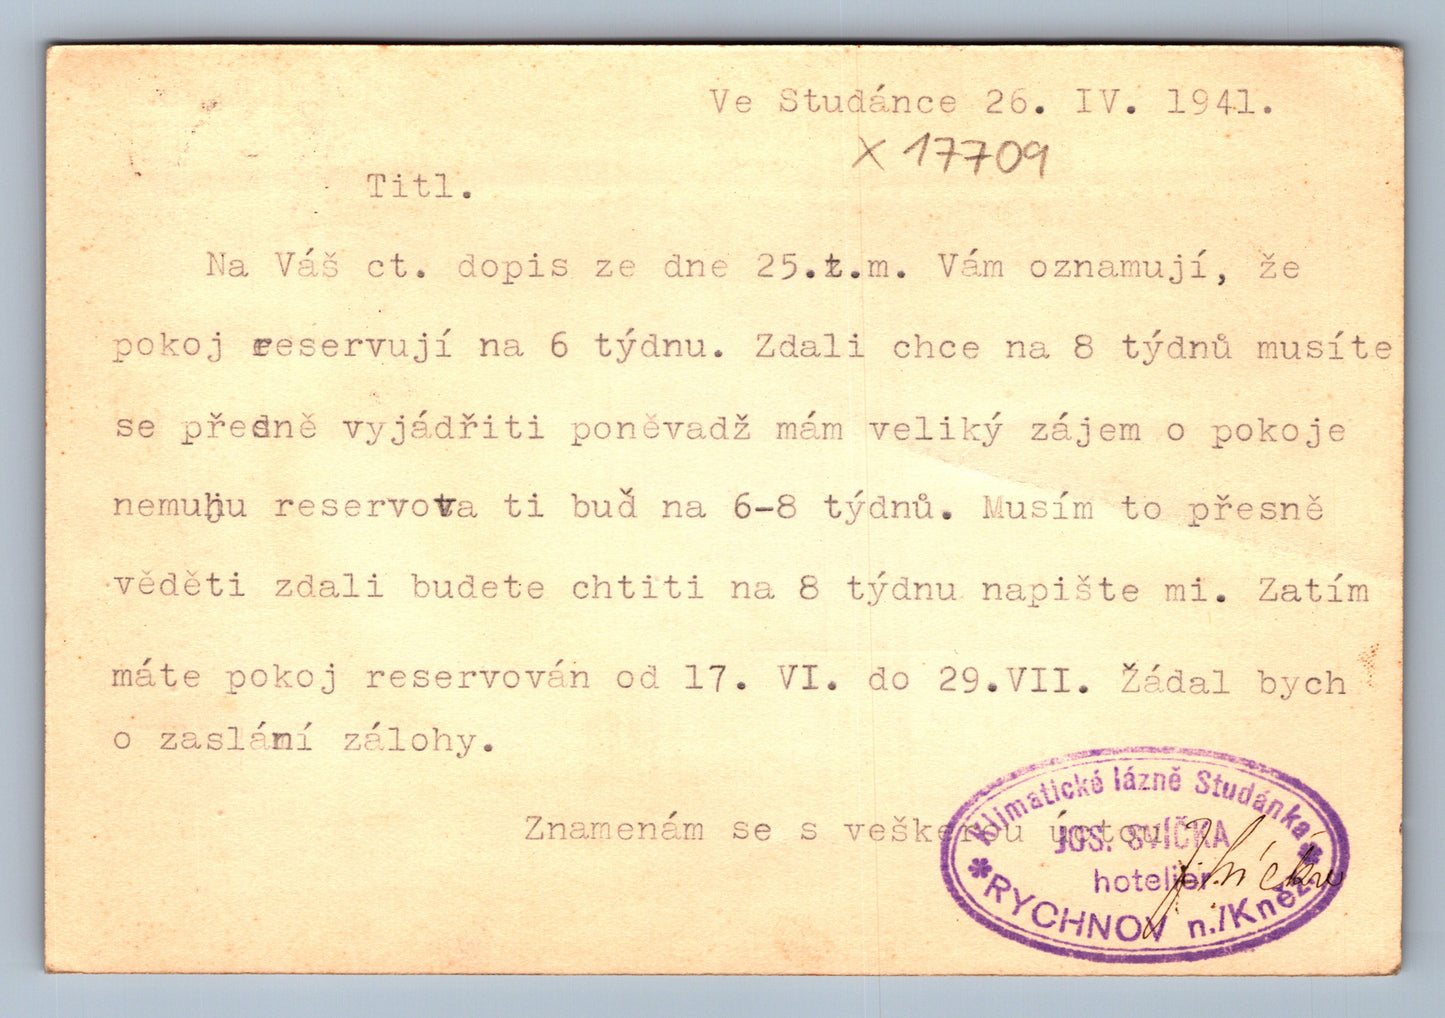 Ve Studánce 26. IV. 1941.
x 17709
Titl.
Na Váš ct. dopis ze dne 25.t.m. Vám oznamují, že
pokoj reservují na 6 týdnu. Zdali chce na 8 týdnů musíte
se předně vyjádřiti poněvadž mám veliký zájem o pokoje
nemuhu reservova ti buď na 6-8 týdnů. Musím to přesně
věděti zdali budete chtiti na 8 týdnu napište mi. Zatím
máte pokoj reservován od 17. VI. do 29.VII. Žádal bych
o zaslání zálohy.
Znamenám se s veškerou úctou
Klimatické lázně Studánka
JOS. SVÍČKA
hotelier
RYCHNOV n./Kněž.
J. Svíčka